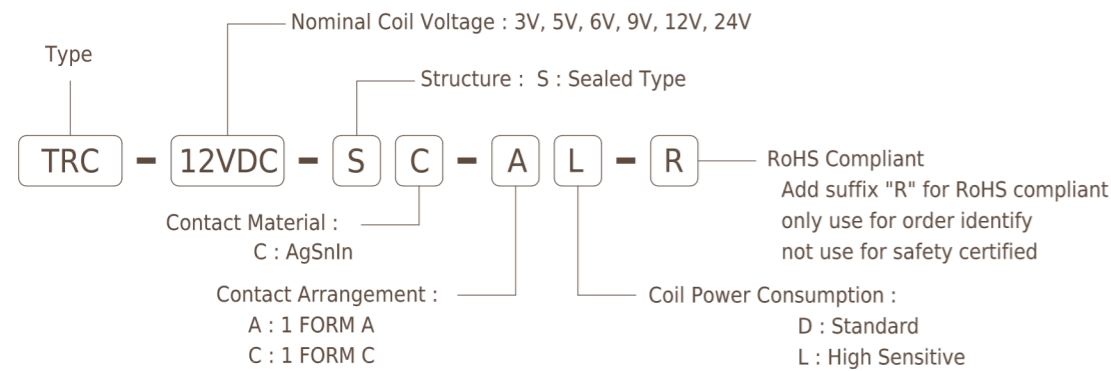 Nominal Coil Voltage : 3V, 5V, 6V, 9V, 12V, 24V
Type
Structure : S : Sealed Type
TRC - 12VDC - S C - A L - R
RoHS Compliant
Add suffix "R" for RoHS compliant
only use for order identify
not use for safety certified
Contact Material :
C : AgSnIn
Contact Arrangement :
A : 1 FORM A
C : 1 FORM C
Coil Power Consumption :
D : Standard
L : High Sensitive